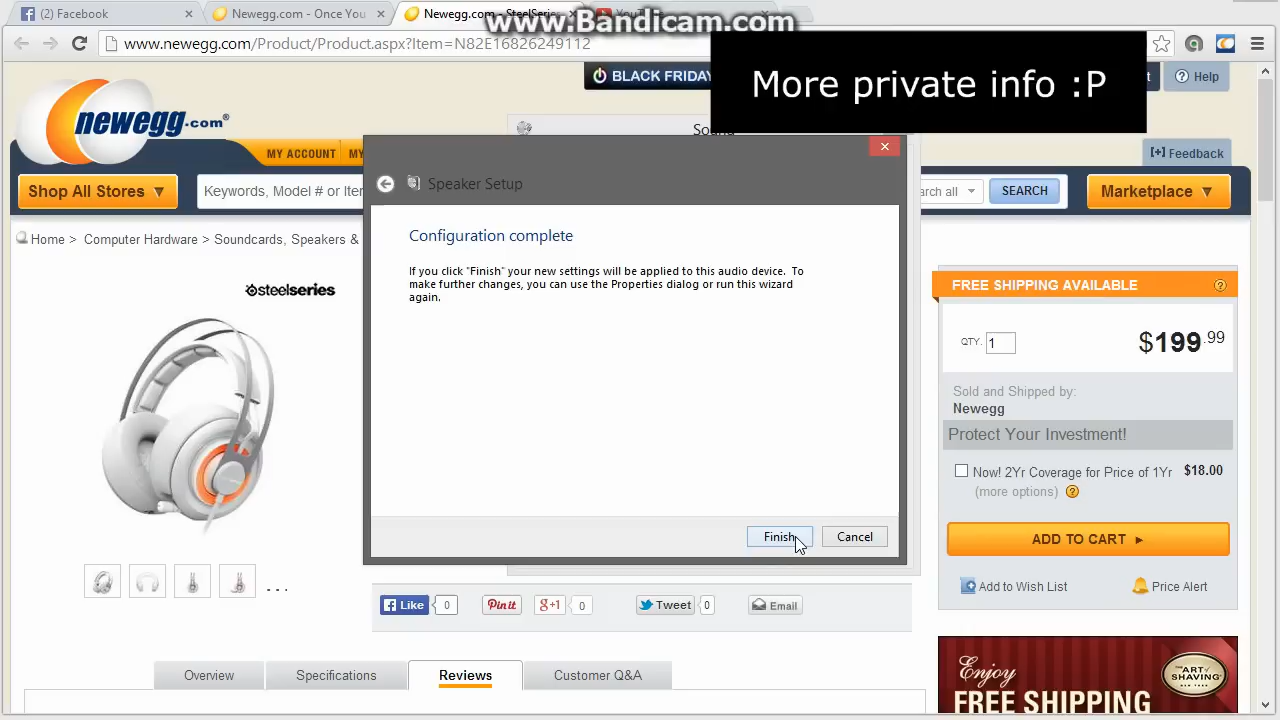 Facebook
Newegg.com - Once You
Newegg.com - SteelSeries
www.Bandicam.com
www.newegg.com/Product/Product.aspx?Item=N82E16826249112
BLACK FRIDAY
More private info :P
Help
newegg.com®
MY ACCOUNT
MY
Sound
[+] Feedback
Shop All Stores ▼
Keywords, Model # or Iter
SEARCH
Marketplace ▼
Speaker Setup
Home > Computer Hardware > Soundcards, Speakers &
Configuration complete
If you click "Finish" your new settings will be applied to this audio device. To
make further changes, you can use the Properties dialog or run this wizard
again.
steelseries
FREE SHIPPING AVAILABLE
QTY. 1
$199.99
Sold and Shipped by:
Newegg
Protect Your Investment!
Now! 2Yr Coverage for Price of 1Yr $18.00
(more options)
Finish
Cancel
ADD TO CART ►
Add to Wish List
Price Alert
...
Like 0
Pin it
g+1 0
Tweet 0
Email
Overview
Specifications
Reviews
Customer Q&A
Enjoy
FREE SHIPPING
THE ART of SHAVING